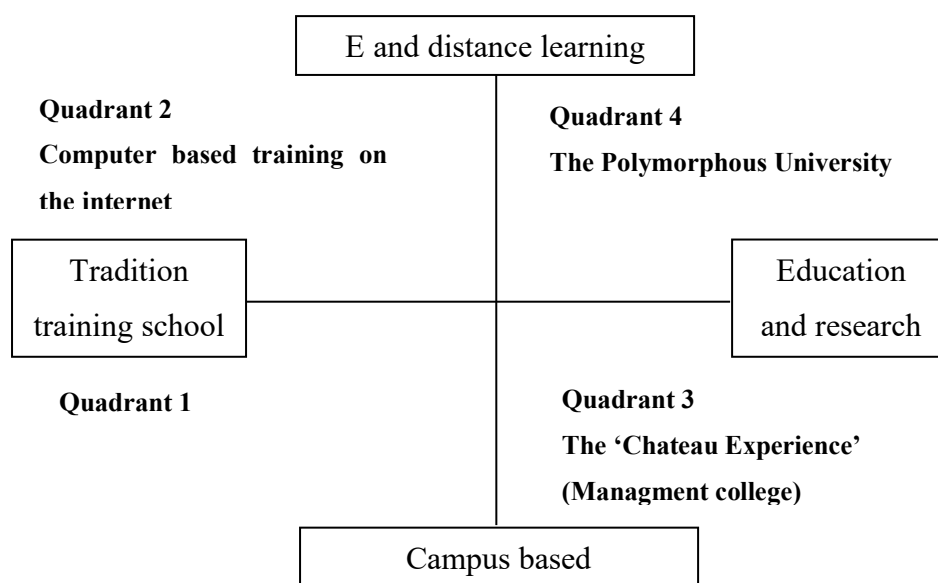 E and distance learning
Quadrant 2
Computer based training on
the internet
Quadrant 4
The Polymorphous University
Tradition
training school
Education
and research
Quadrant 1
Quadrant 3
The ‘Chateau Experience’
(Managment college)
Campus based